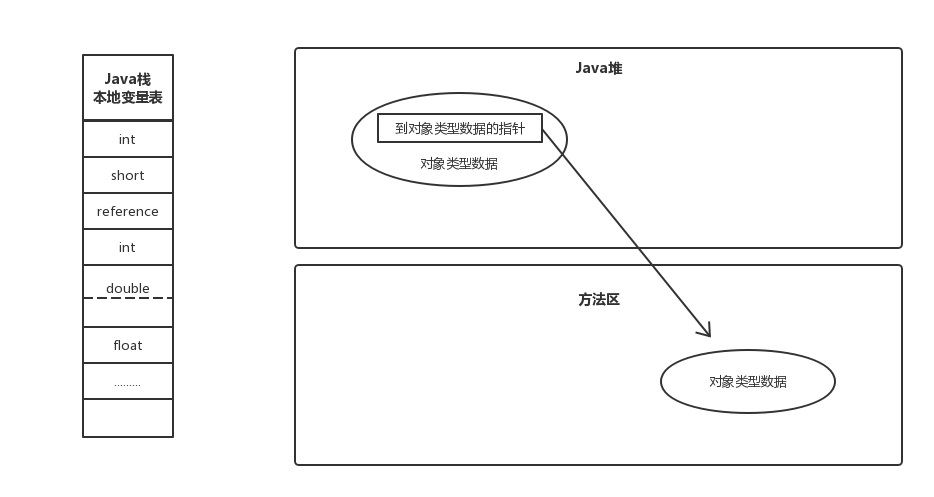 Java栈
本地变量表
int
short
reference
int
double
float
.........
Java堆
到对象类型数据的指针
对象类型数据
方法区
对象类型数据